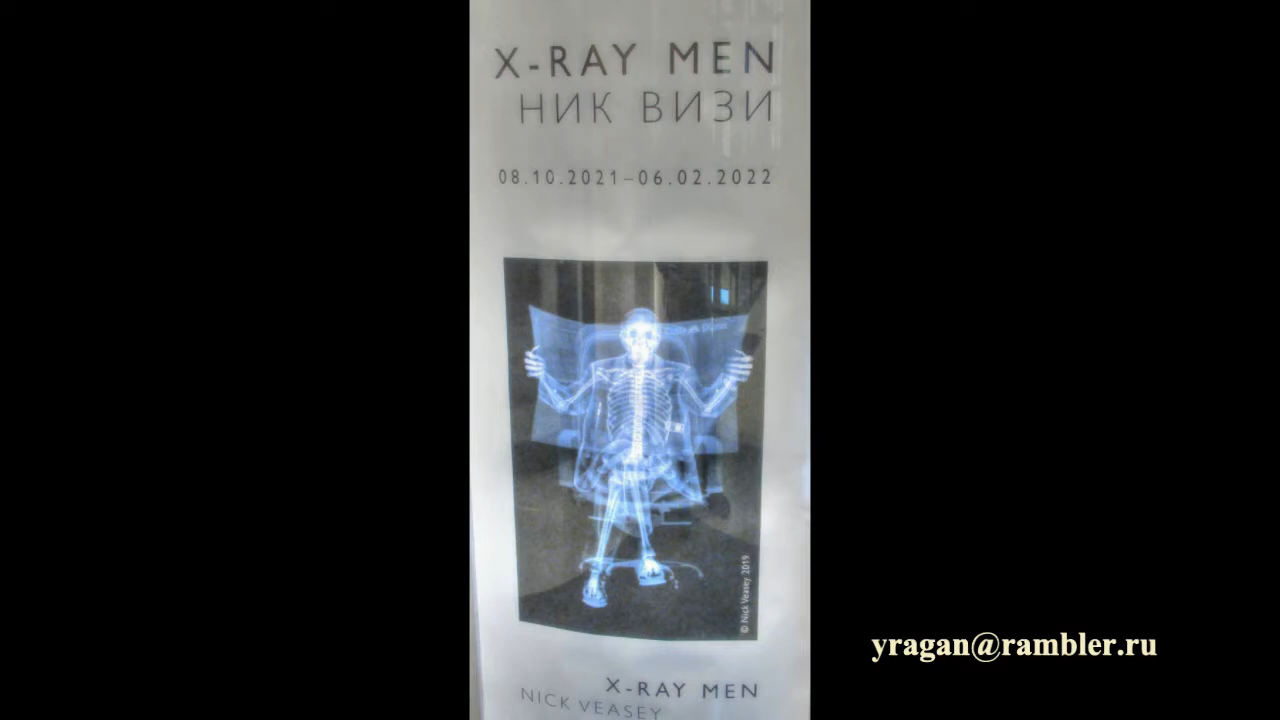 X-RAY MEN
НИК ВИЗИ
08.10.2021–06.02.2022
© Nick Veasey 2019
X-RAY MEN
NICK VEASEY
yragan@rambler.ru